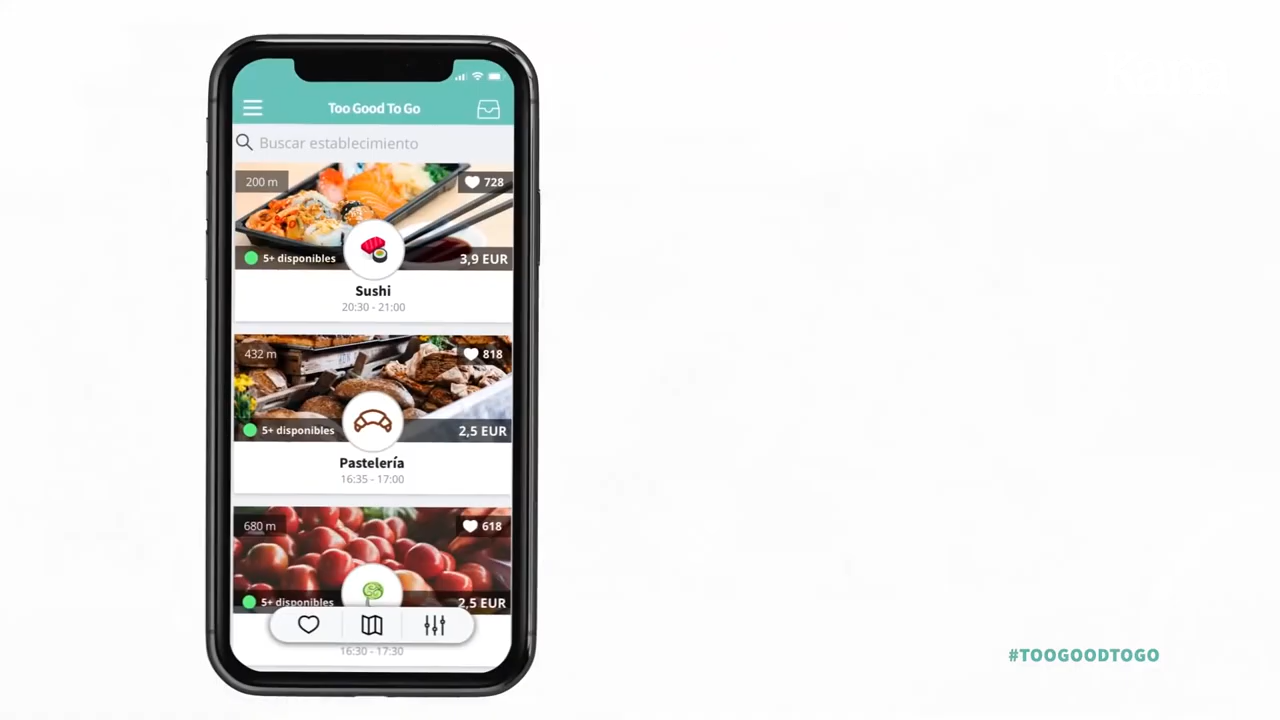 Too Good To Go
Buscar establecimiento
200 m
728
5+ disponibles
3,9 EUR
Sushi
20:30 - 21:00
432 m
818
5+ disponibles
2,5 EUR
Pastelería
16:35 - 17:00
680 m
618
5+ disponibles
2,5 EUR
16:30 - 17:30
#TOOGOODTOGO